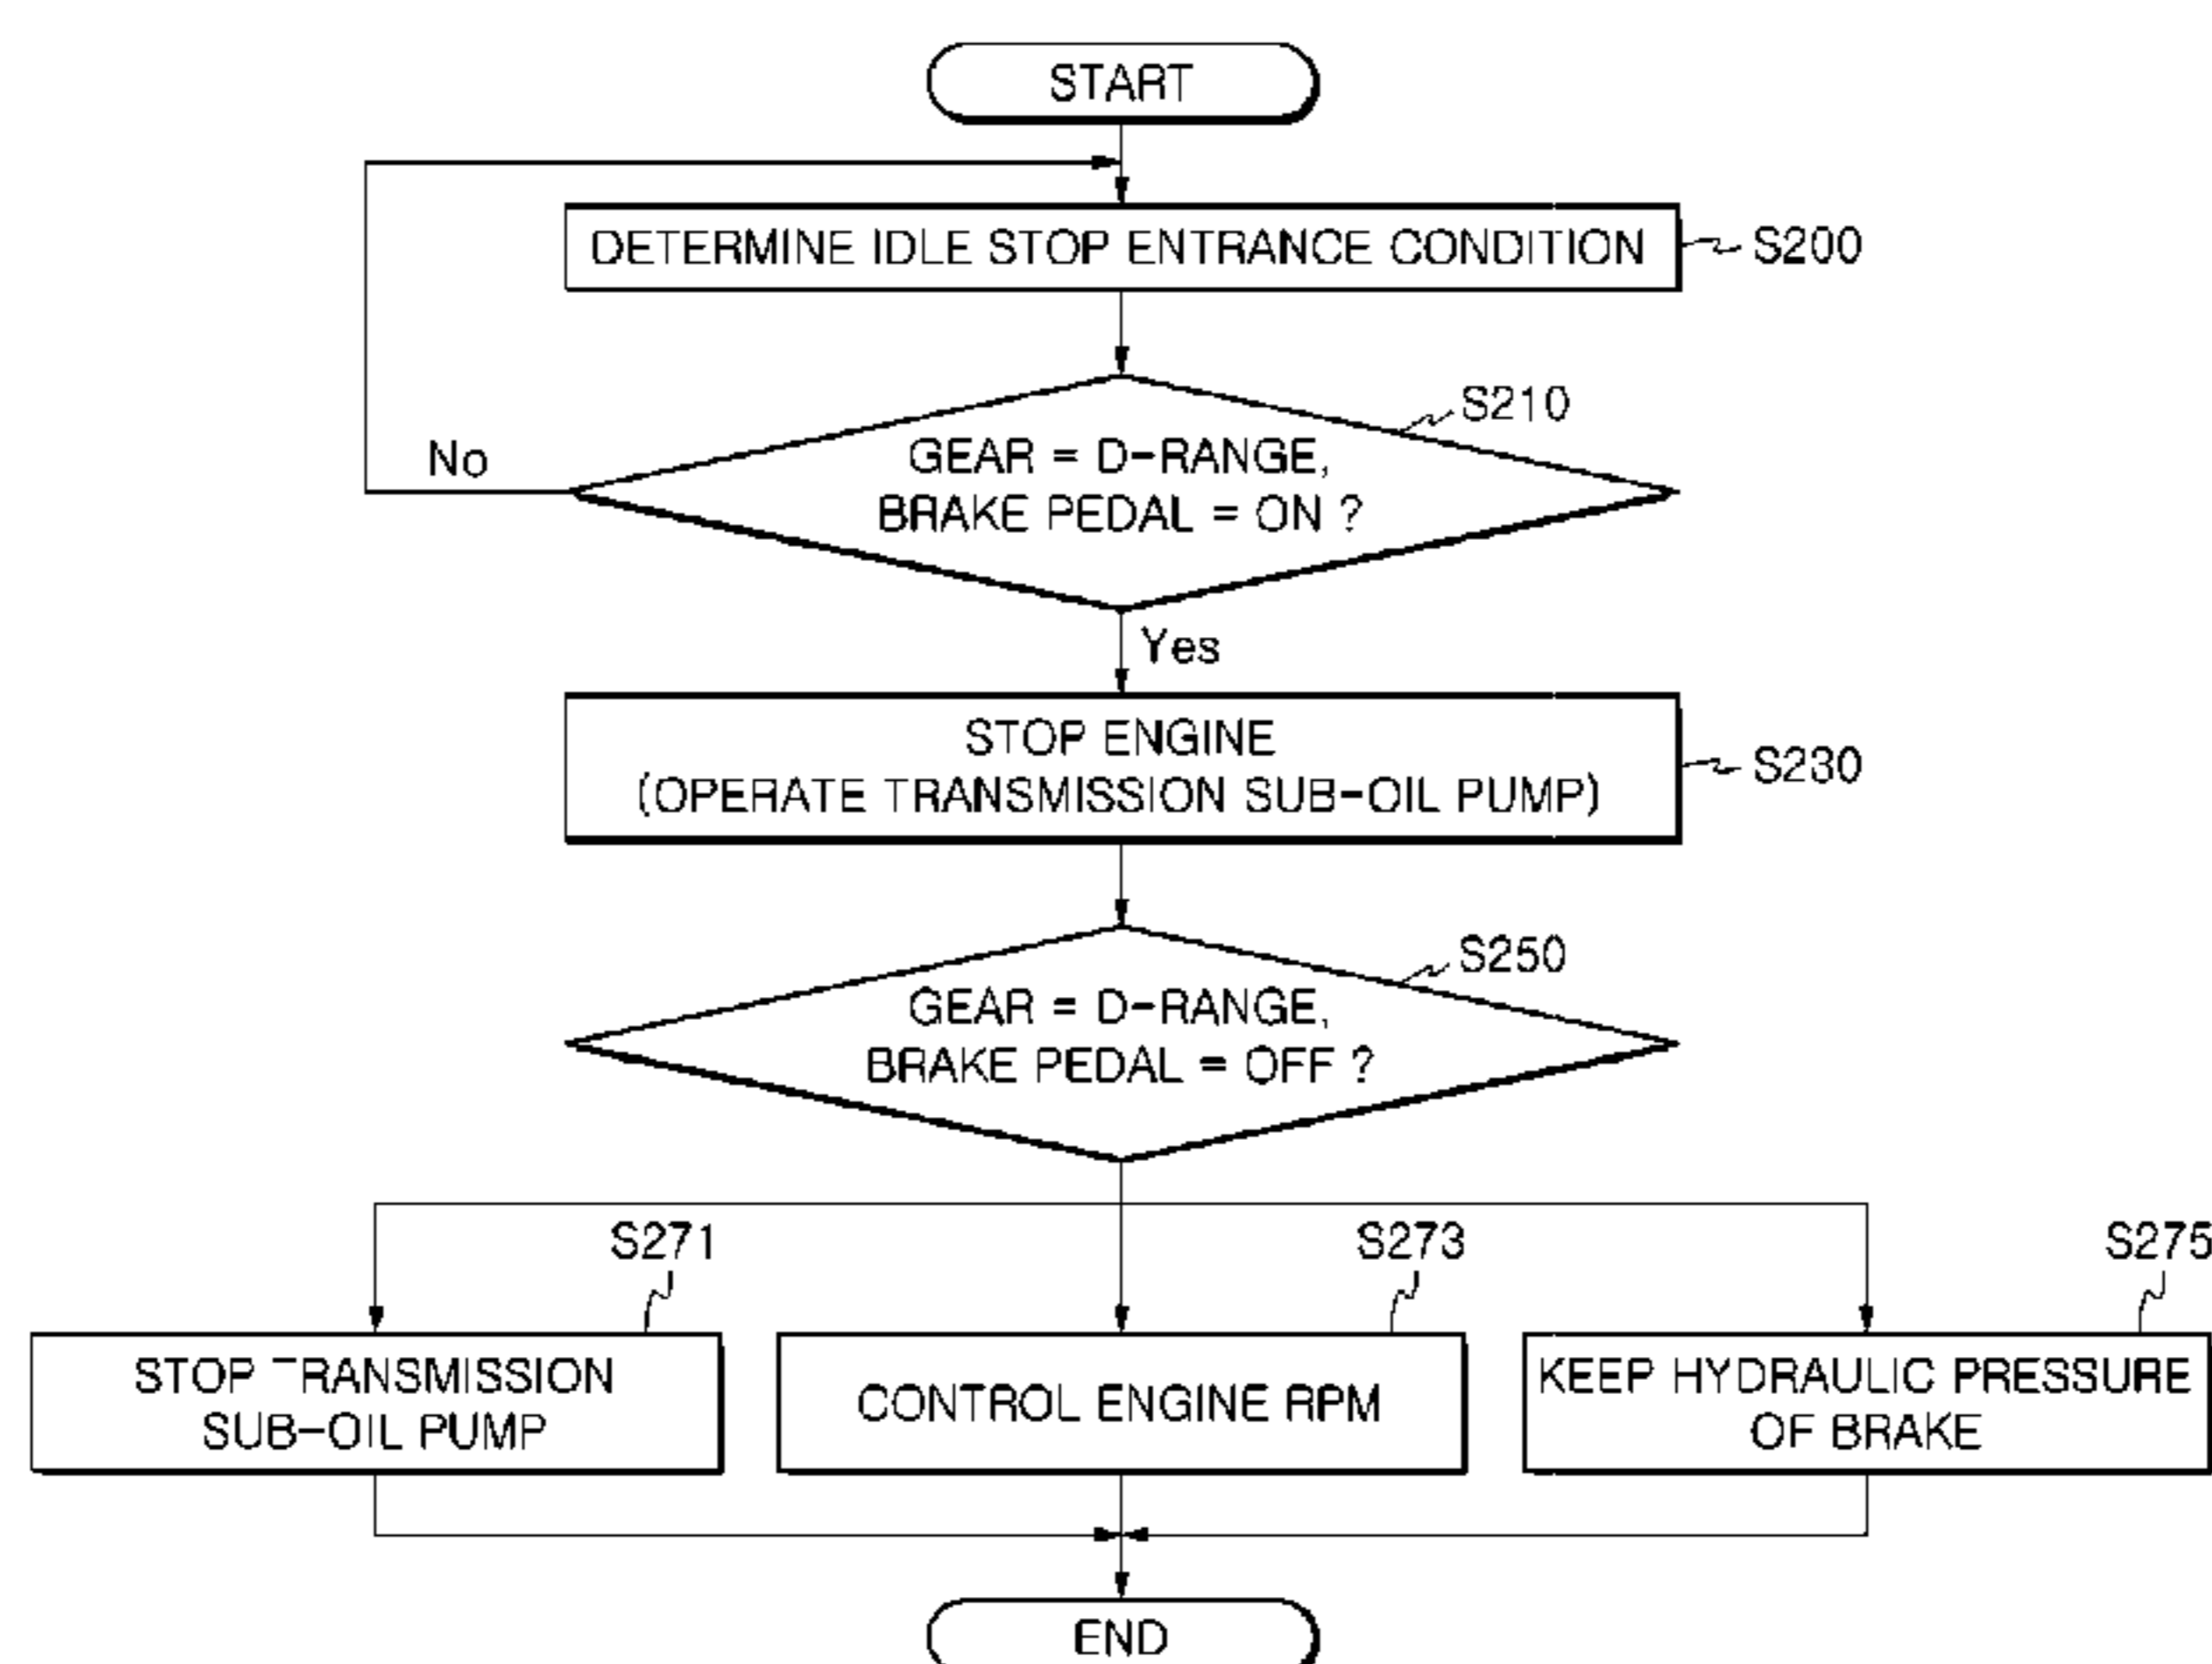 START
DETERMINE IDLE STOP ENTRANCE CONDITION
S200
S210
GEAR = D-RANGE,
BRAKE PEDAL = ON ?
No
Yes
STOP ENGINE
(OPERATE TRANSMISSION SUB-OIL PUMP)
S230
S250
GEAR = D-RANGE,
BRAKE PEDAL = OFF ?
S271
S273
S275
STOP TRANSMISSION
SUB-OIL PUMP
CONTROL ENGINE RPM
KEEP HYDRAULIC PRESSURE
OF BRAKE
END